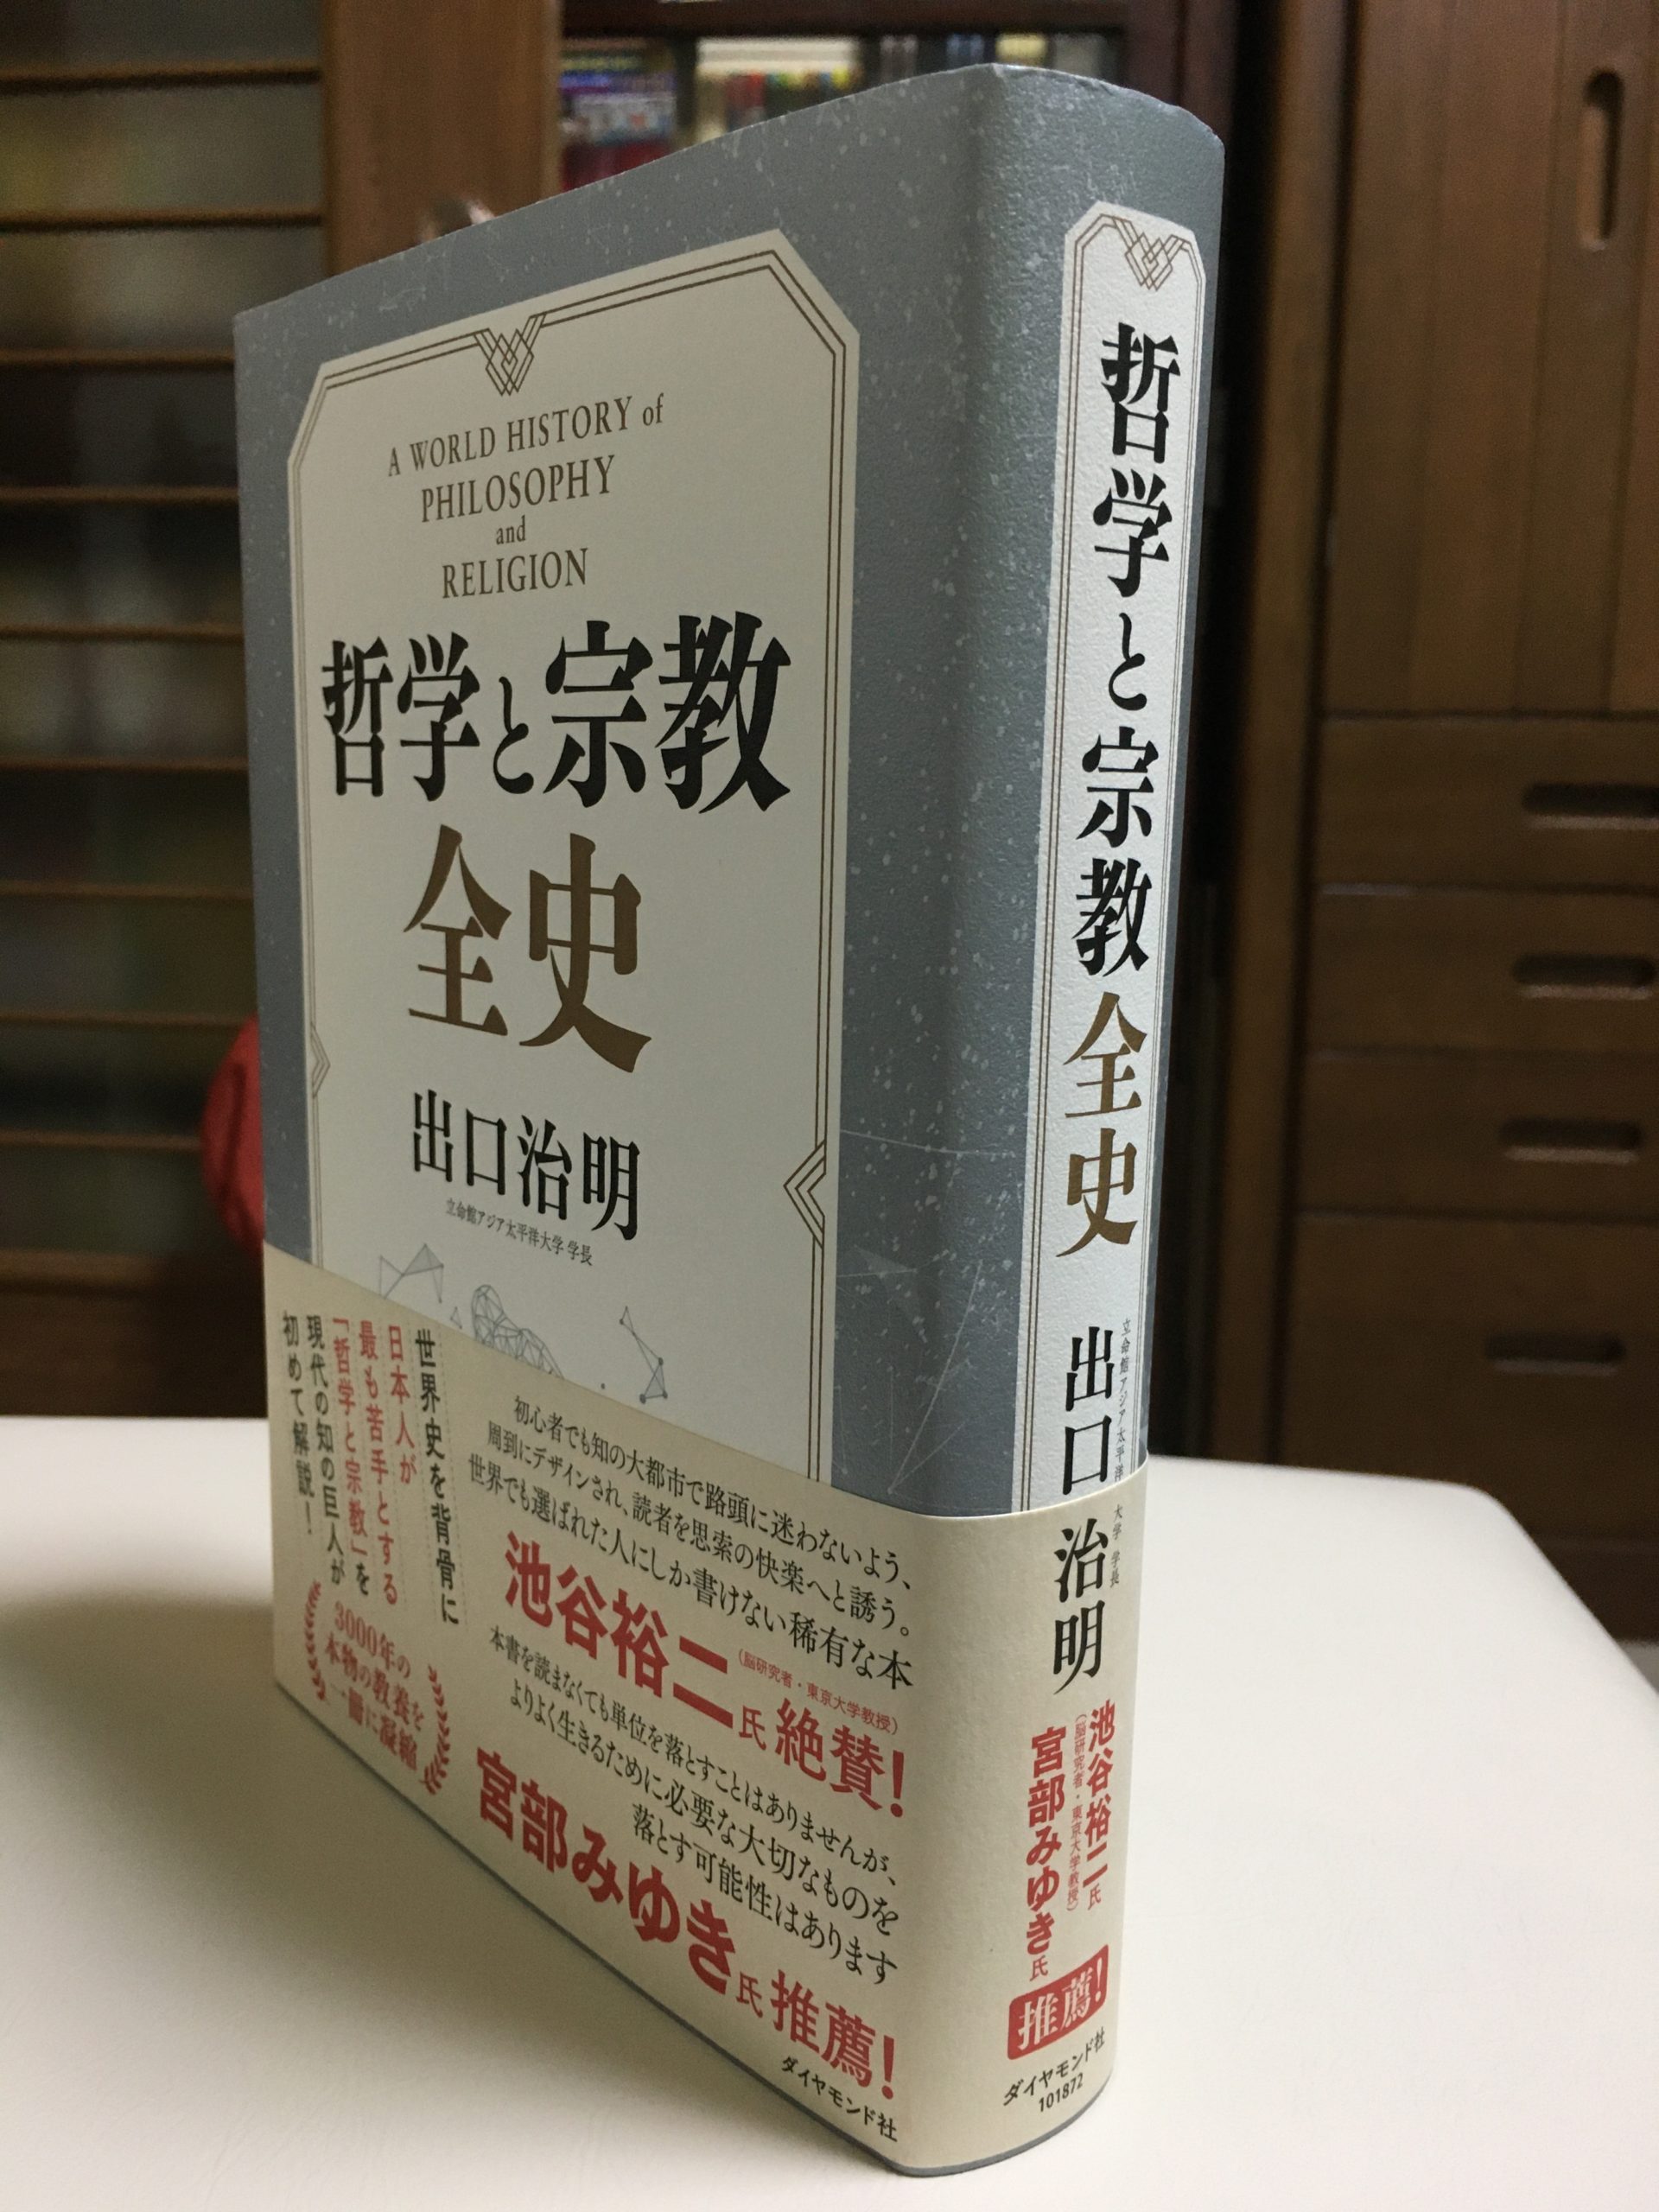 A WORLD HISTORY of
PHILOSOPHY
and
RELIGION
哲学と宗教
全史
出口治明
立命館アジア太平洋大学 学長
世界史を背骨に
日本人が
最も苦手とする
「哲学と宗教」を
現代の知の巨人が
初めて解説!
3000年の
本物の教養を
一冊に凝縮
初心者でも知の大都市で路頭に迷わないよう、
周到にデザインされ、読者を思索の快楽へと誘う。
世界でも選ばれた人にしか書けない稀有な本
池谷裕二氏(脳研究者・東京大学教授)絶賛!
本書を読まなくても単位を落とすことはありませんが、
よりよく生きるために必要な大切なものを
落とす可能性はあります
宮部みゆき氏推薦!
ダイヤモンド社
哲学と宗教全史
立命館アジア太平洋大学 学長
出口治明
池谷裕二氏
(脳研究者・東京大学教授)
宮部みゆき氏
推薦!
ダイヤモンド社
101872